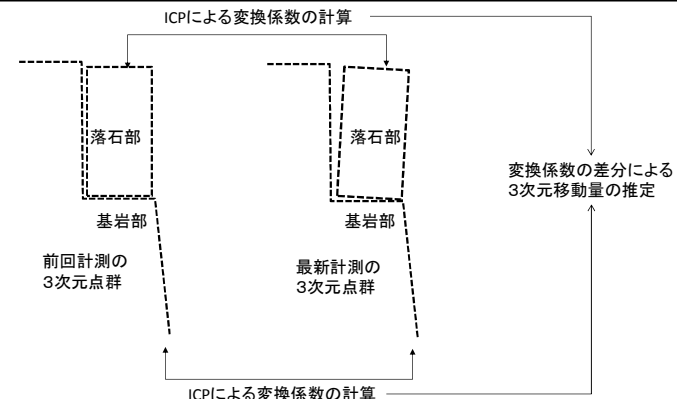 ICPによる変換係数の計算
落石部
落石部
変換係数の差分による
3次元移動量の推定
基岩部
基岩部
前回計測の
3次元点群
最新計測の
3次元点群
ICPによる変換係数の計算